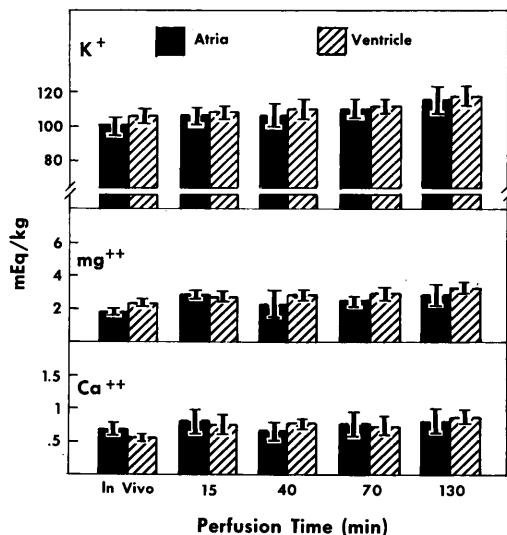 K+
Atria
Ventricle
120
100
80
mEq/kg
mg++
6
4
2
Ca++
1.5
1
.5
In Vivo 15 40 70 130
Perfusion Time (min)